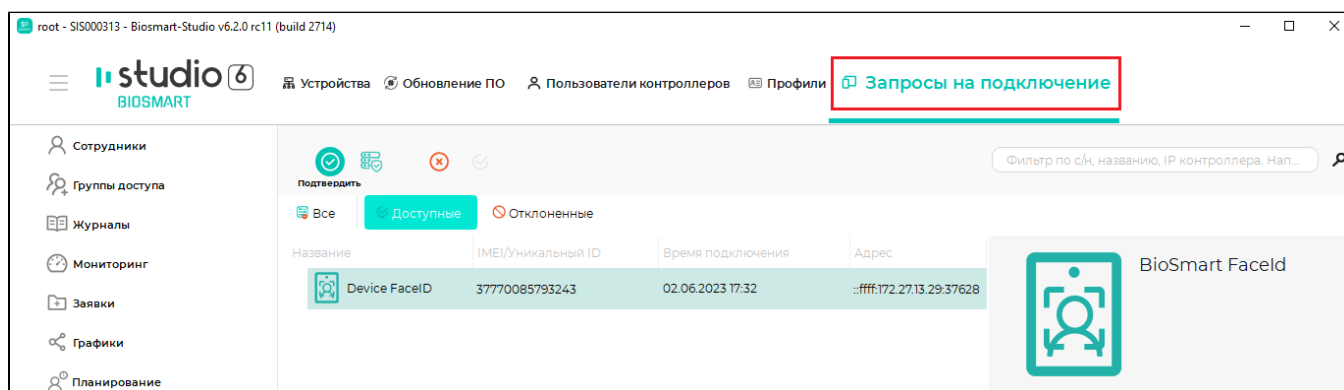 root - SIS000313 - Biosmart-Studio v6.2.0 rc11 (build 2714)
studio 6
BIOSMART
Устройства Обновление ПО Пользователи контроллеров Профили Запросы на подключение
Сотрудники
Группы доступа
Журналы
Мониторинг
Заявки
Графики
Планирование
Подтвердить
Фильтр по с/н, названию, IP контроллера. Нап...
Все Доступные Отклоненные
Название IMEI/Уникальный ID Время подключения Адрес
Device FaceID 37770085793243 02.06.2023 17:32 ::ffff:172.27.13.29:37628
BioSmart FaceId